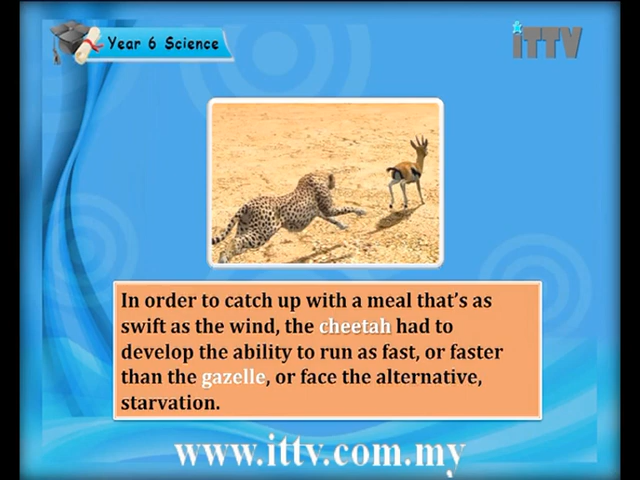 Year 6 Science
iTTV
In order to catch up with a meal that's as
swift as the wind, the cheetah had to
develop the ability to run as fast, or faster
than the gazelle, or face the alternative,
starvation.
www.ittv.com.my